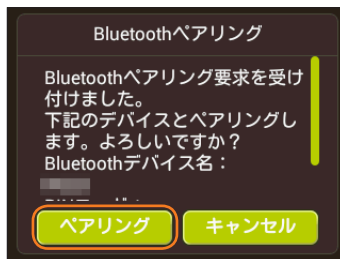 Bluetoothペアリング
Bluetoothペアリング要求を受け
付けました。
下記のデバイスとペアリングし
ます。よろしいですか？
Bluetoothデバイス名：
ペアリング
キャンセル